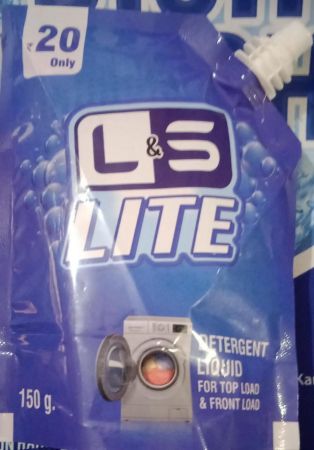 ₹ 20
Only
L&S
LITE
DETERGENT
LIQUID
FOR TOP LOAD
& FRONT LOAD
150 g.